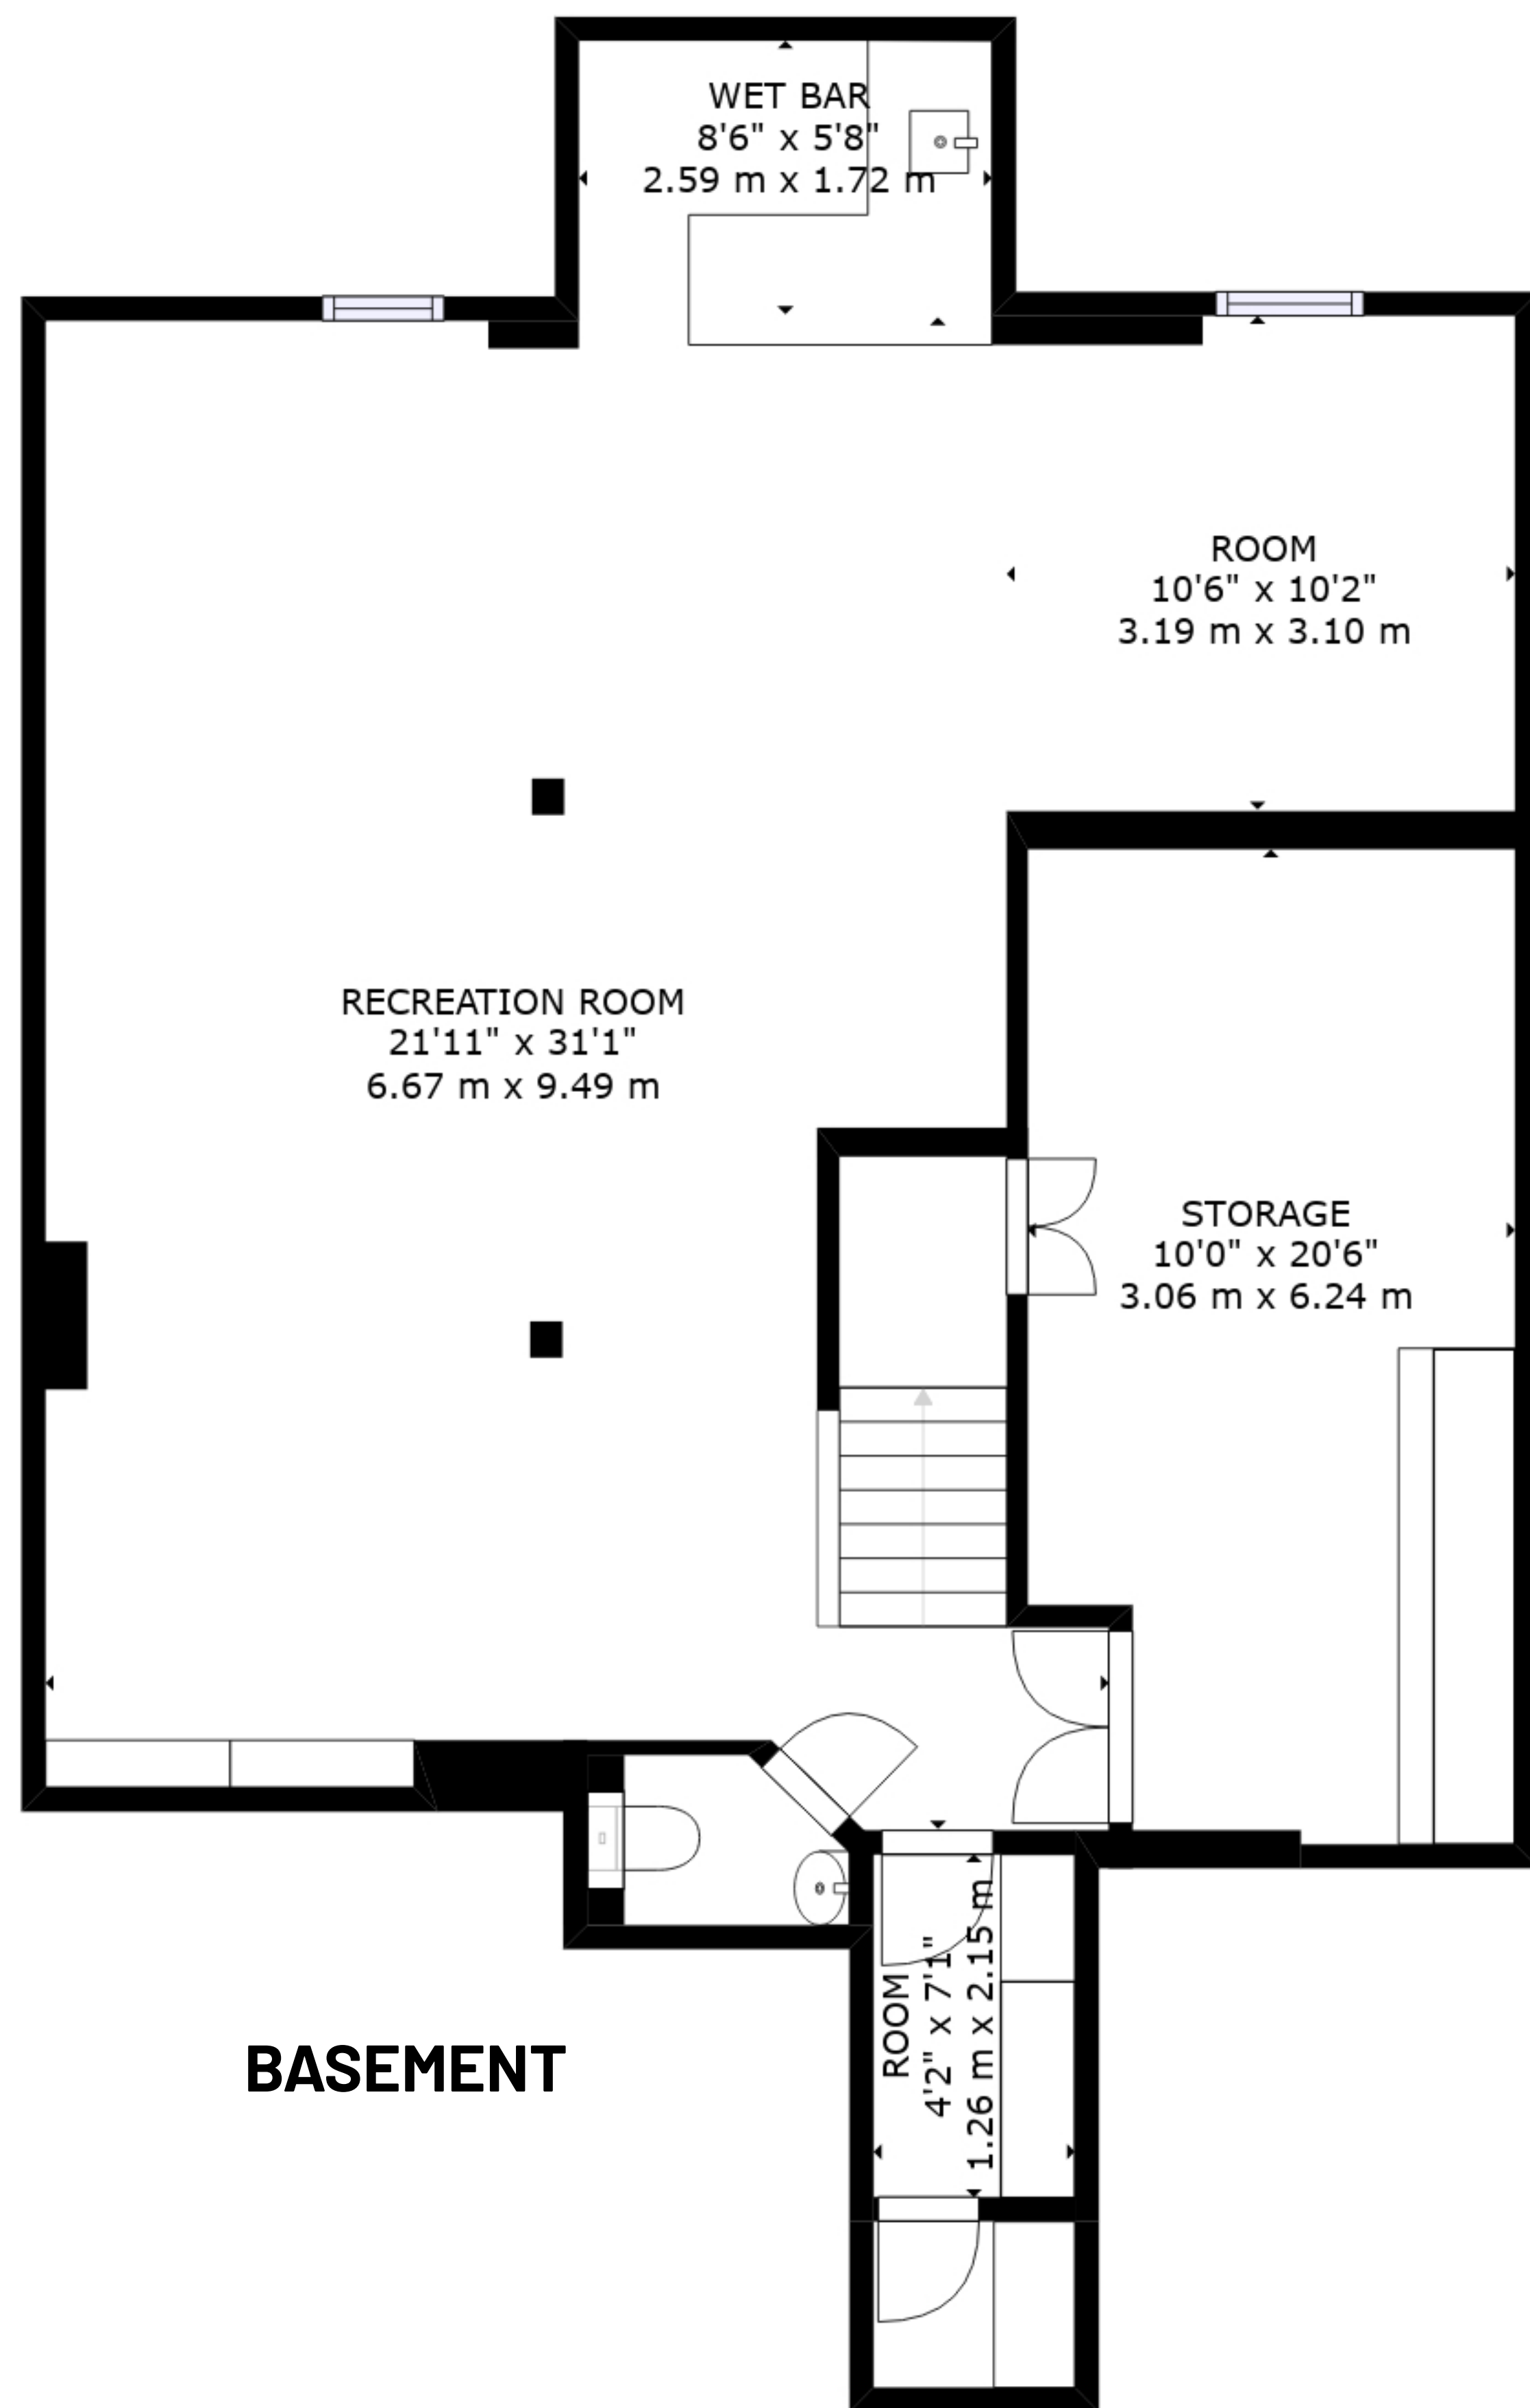 WET BAR
8'6" x 5'8"
2.59 m x 1.72 m
ROOM
10'6" x 10'2"
3.19 m x 3.10 m
RECREATION ROOM
21'11" x 31'1"
6.67 m x 9.49 m
STORAGE
10'0" x 20'6"
3.06 m x 6.24 m
ROOM
4'2" x 7'1"
1.26 m x 2.15 m
BASEMENT